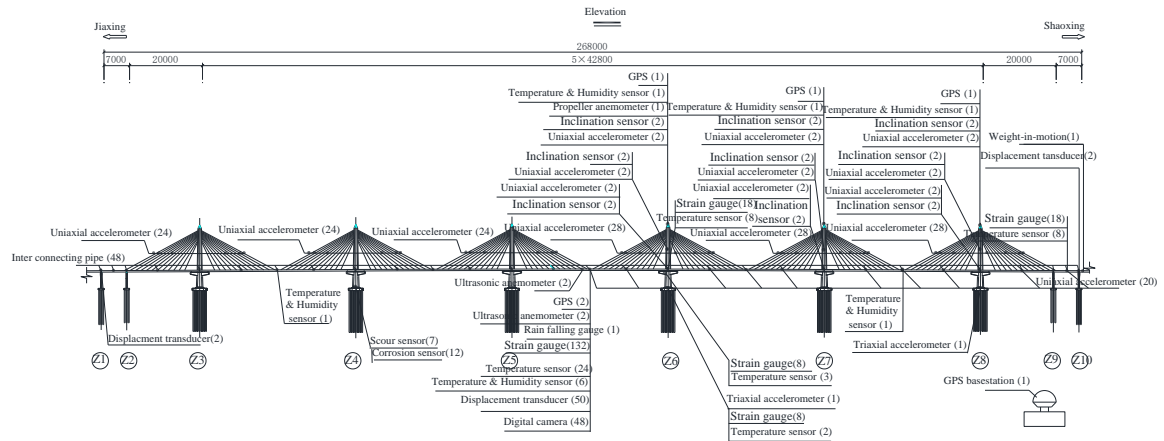 Elevation
Jiaxing
Shaoxing
268000
7000
20000
5×42800
20000
7000
GPS (1)
Temperature & Humidity sensor (1)
Propeller anemometer (1)
Inclination sensor (2)
Uniaxial accelerometer (2)
GPS (1)
Temperature & Humidity sensor (1)
Inclination sensor (2)
Uniaxial accelerometer (2)
GPS (1)
Temperature & Humidity sensor (1)
Inclination sensor (2)
Uniaxial accelerometer (2)
Weight-in-motion(1)
Displacement tansducer(2)
Inclination sensor (2)
Uniaxial accelerometer (2)
Uniaxial accelerometer (2)
Inclination sensor (2)
Inclination sensor (2)
Uniaxial accelerometer (2)
Uniaxial accelerometer (2)
Inclination
sensor (2)
Inclination sensor (2)
Uniaxial accelerometer (2)
Uniaxial accelerometer (2)
Inclination sensor (2)
Strain gauge(18)
Temperature sensor (8)
Strain gauge(18)
Temperature sensor (8)
Uniaxial accelerometer (24)
Uniaxial accelerometer (24)
Uniaxial accelerometer (24)
Uniaxial accelerometer (28)
Uniaxial accelerometer (28)
Uniaxial accelerometer (28)
Inter connecting pipe (48)
Uniaxial accelerometer (20)
Temperature
& Humidity
sensor (1)
Ultrasonic anemometer (2)
GPS (2)
Ultrasonic anemometer (2)
Rain falling gauge (1)
Strain gauge(132)
Temperature sensor (24)
Temperature & Humidity sensor (6)
Displacement transducer (50)
Digital camera (48)
Temperature
& Humidity
sensor (1)
Triaxial accelerometer (1)
Displacment transducer(2)
Scour sensor(7)
Corrosion sensor(12)
Z1
Z2
Z3
Z4
Z5
Z6
Z7
Z8
Z9
Z10
Strain gauge(8)
Temperature sensor (3)
Triaxial accelerometer (1)
Strain gauge(8)
Temperature sensor (2)
GPS basestation (1)